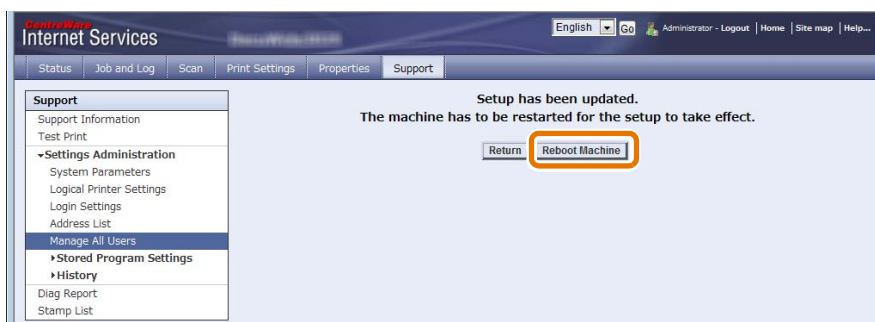 CentreWare
Internet Services
English Go Administrator - Logout | Home | Site map | Help...
Status Job and Log Scan Print Settings Properties Support
Support
Support Information
Test Print
Settings Administration
System Parameters
Logical Printer Settings
Login Settings
Address List
Manage All Users
Stored Program Settings
History
Diag Report
Stamp List
Setup has been updated.
The machine has to be restarted for the setup to take effect.
Return Reboot Machine